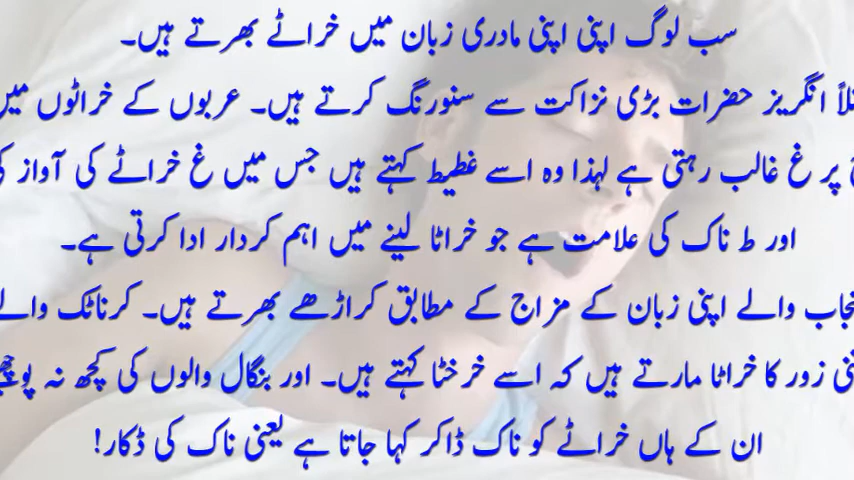 سب لوگ اپنی اپنی مادری زبان میں خراٹے بھرتے ہیں۔
انگریز حضرات بڑی نزاکت سے سنورنگ کرتے ہیں۔ عربوں کے خراٹوں میں
پر غ غالب رہتی ہے لہذا وہ اسے غطیط کہتے ہیں جس میں غ خراٹے کی آواز
اور ط ناک کی علامت ہے جو خراٹا لینے میں اہم کردار ادا کرتی ہے۔
والے اپنی زبان کے مزاج کے مطابق کراڑھے بھرتے ہیں۔ کرناٹک والے
زور کا خراٹا مارتے ہیں کہ اسے خرخٹا کہتے ہیں۔ اور بنگال والوں کی کچھ نہ
ان کے ہاں خراٹے کو ناک ڈاکر کہا جاتا ہے یعنی ناک کی ڈکار!